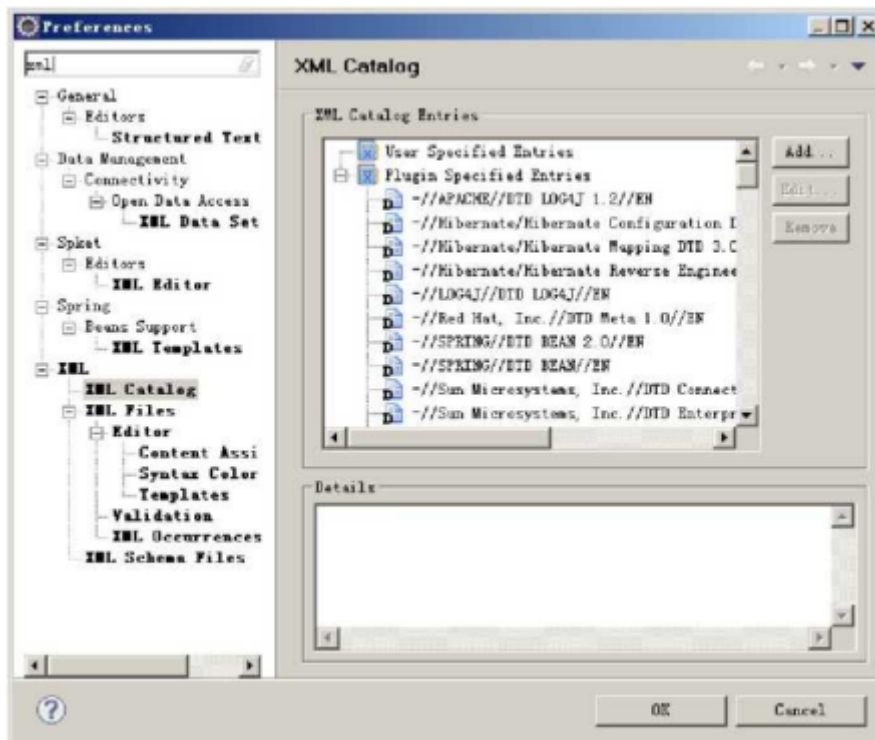 Preferences
xml
General
Editors
Structured Text
Data Management
Connectivity
Open Data Access
XML Data Set
Spket
Editors
XML Editor
Spring
Beans Support
XML Templates
XML
XML Catalog
XML Files
Editor
Content Assi
Syntax Color
Templates
Validation
XML Occurrences
XML Schema Files
XML Catalog
XML Catalog Entries
User Specified Entries
Plugin Specified Entries
-//APACHE//DTD LOG4J 1.2//EN
-//Hibernate/Hibernate Configuration D
-//Hibernate/Hibernate Mapping DTD 3.0
-//Hibernate/Hibernate Reverse Enginee
-//LOG4J//DTD LOG4J//EN
-//Red Hat, Inc.//DTD Meta 1.0//EN
-//SPRING//DTD BEAN 2.0//EN
-//SPRING//DTD BEAN//EN
-//Sun Microsystems, Inc.//DTD Connect
-//Sun Microsystems, Inc.//DTD Enterpr
Add...
Edit...
Remove
Details
OK
Cancel